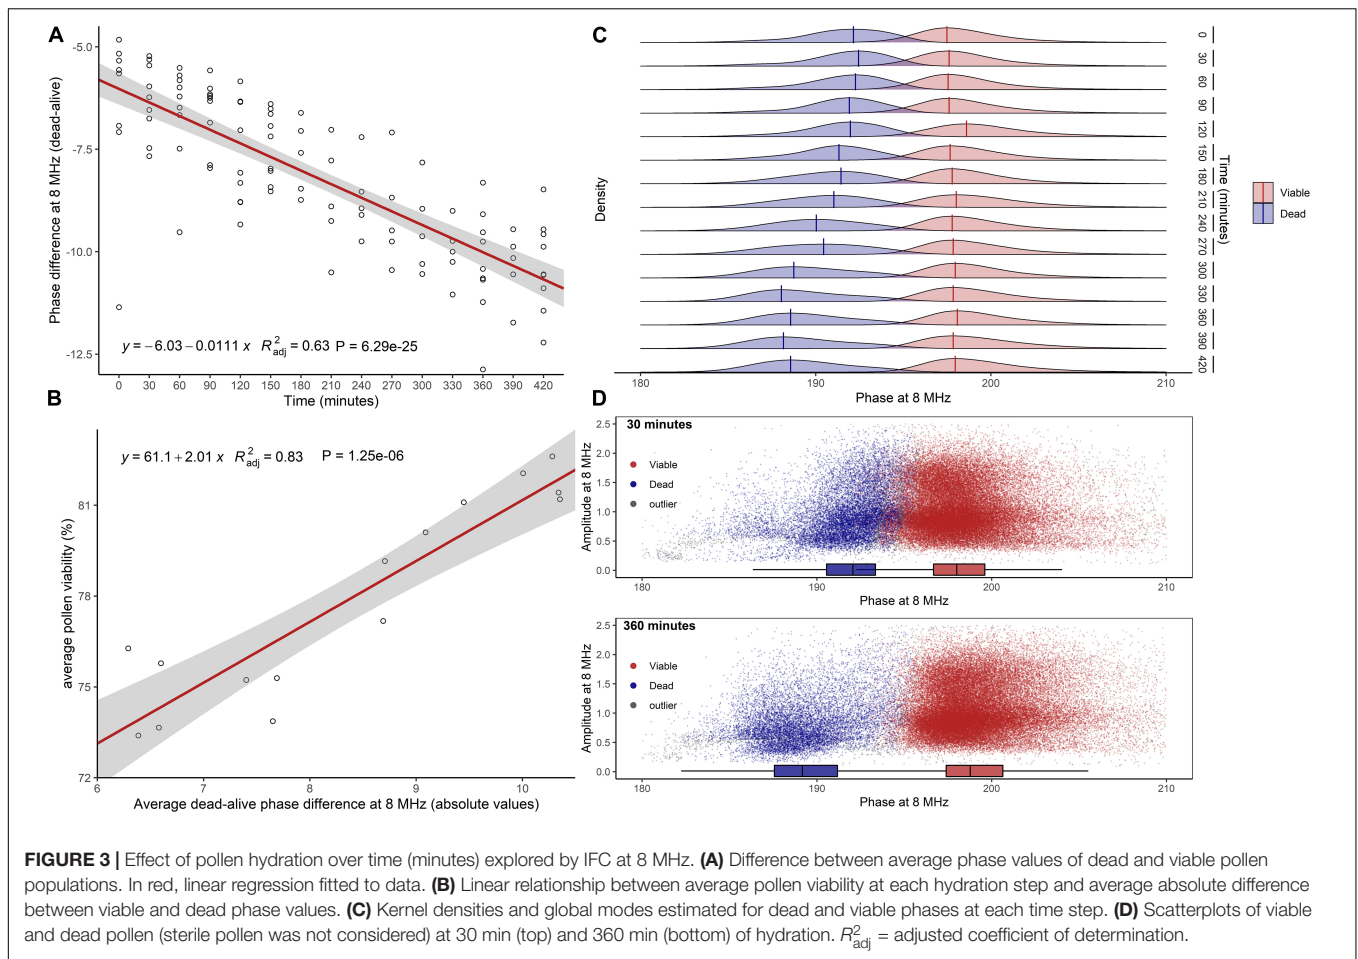 A
Phase difference at 8 MHz (dead-alive)
-5.0
-7.5
-10.0
-12.5
y = −6.03 − 0.0111 x R²adj = 0.63 P = 6.29e-25
0 30 60 90 120 150 180 210 240 270 300 330 360 390 420
Time (minutes)
B
average pollen viability (%)
81
78
75
72
y = 61.1 + 2.01 x R²adj = 0.83 P = 1.25e-06
6 7 8 9 10
Average dead-alive phase difference at 8 MHz (absolute values)
C
Density
0
30
60
90
120
150
180
210
240
270
300
330
360
390
420
Time (minutes)
Viable
Dead
180 190 200 210
Phase at 8 MHz
D
30 minutes
Amplitude at 8 MHz
2.5
2.0
1.5
1.0
0.5
0.0
Viable
Dead
outlier
180 190 200 210
Phase at 8 MHz
360 minutes
Amplitude at 8 MHz
2.5
2.0
1.5
1.0
0.5
0.0
Viable
Dead
outlier
180 190 200 210
Phase at 8 MHz
FIGURE 3 | Effect of pollen hydration over time (minutes) explored by IFC at 8 MHz. (A) Difference between average phase values of dead and viable pollen
populations. In red, linear regression fitted to data. (B) Linear relationship between average pollen viability at each hydration step and average absolute difference
between viable and dead phase values. (C) Kernel densities and global modes estimated for dead and viable phases at each time step. (D) Scatterplots of viable
and dead pollen (sterile pollen was not considered) at 30 min (top) and 360 min (bottom) of hydration. R²adj = adjusted coefficient of determination.